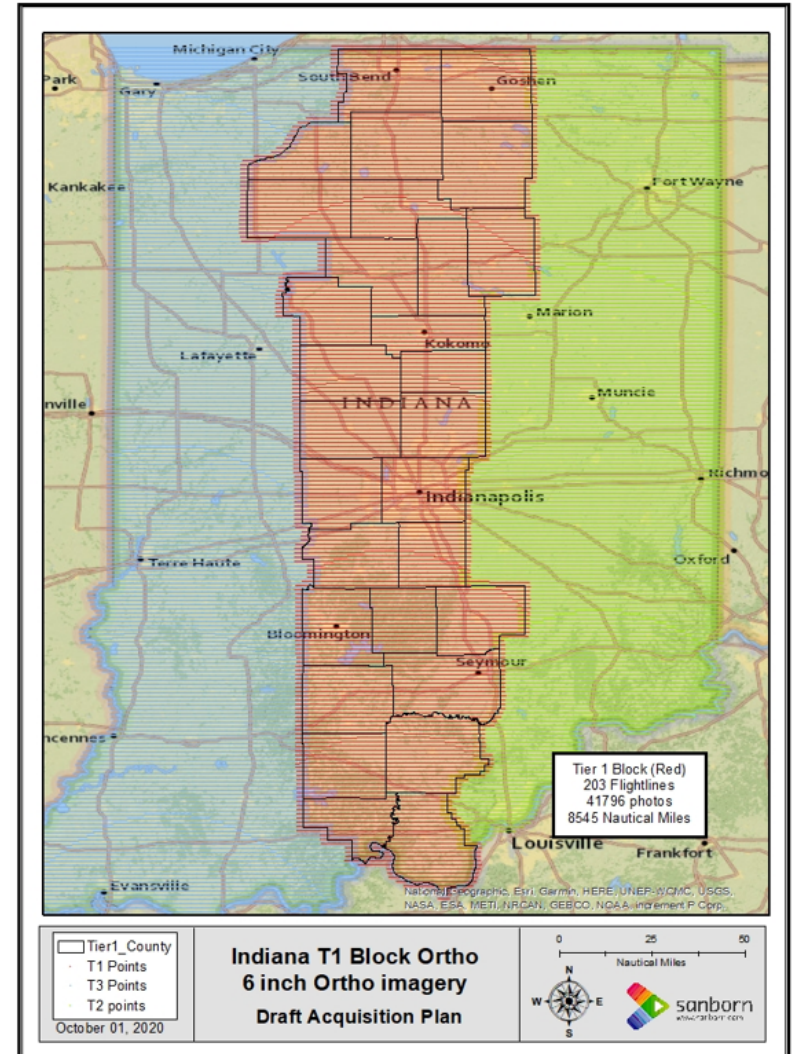 Michigan City
Park
South Bend
Goshen
Gary
Kankakee
Fort Wayne
Marion
Kokomo
Lafayette
Muncie
nville
INDIANA
Richmo
Indianapolis
Oxford
Terre Haute
Bloomington
Seymour
ncennes
Tier 1 Block (Red)
203 Flightlines
41796 photos
8545 Nautical Miles
Louisville
Frankfort
Evansville
National Geographic, Esri, Garmin, HERE, UNEP-WCMC, USGS,
NASA, ESA, METI, NRCAN, GEBCO, NOAA, increment P Corp.
Tier1_County
T1 Points
T3 Points
T2 points
October 01, 2020
Indiana T1 Block Ortho
6 inch Ortho imagery
Draft Acquisition Plan
0 25 50
Nautical Miles
N
W E
S
sanborn
www.sanborn.com